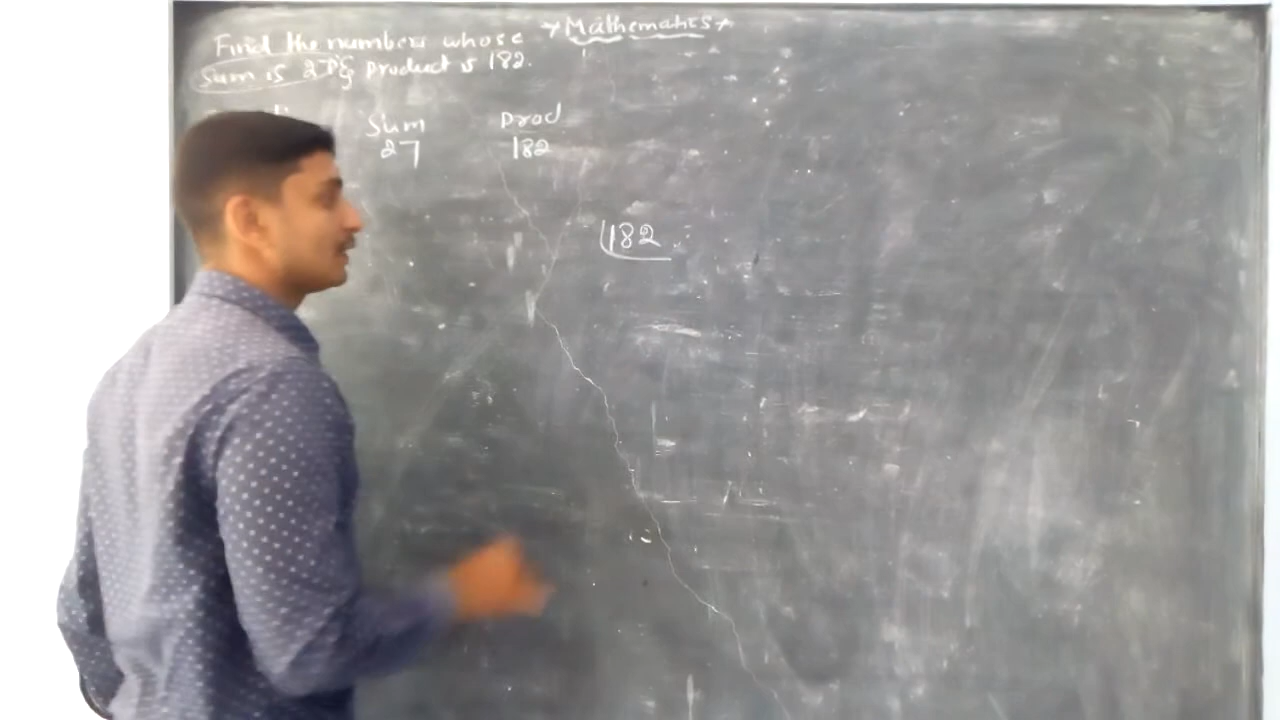 Mathematics
Find the numbers whose
Sum is 27 & product is 182.
Sum Prod
27 182
182